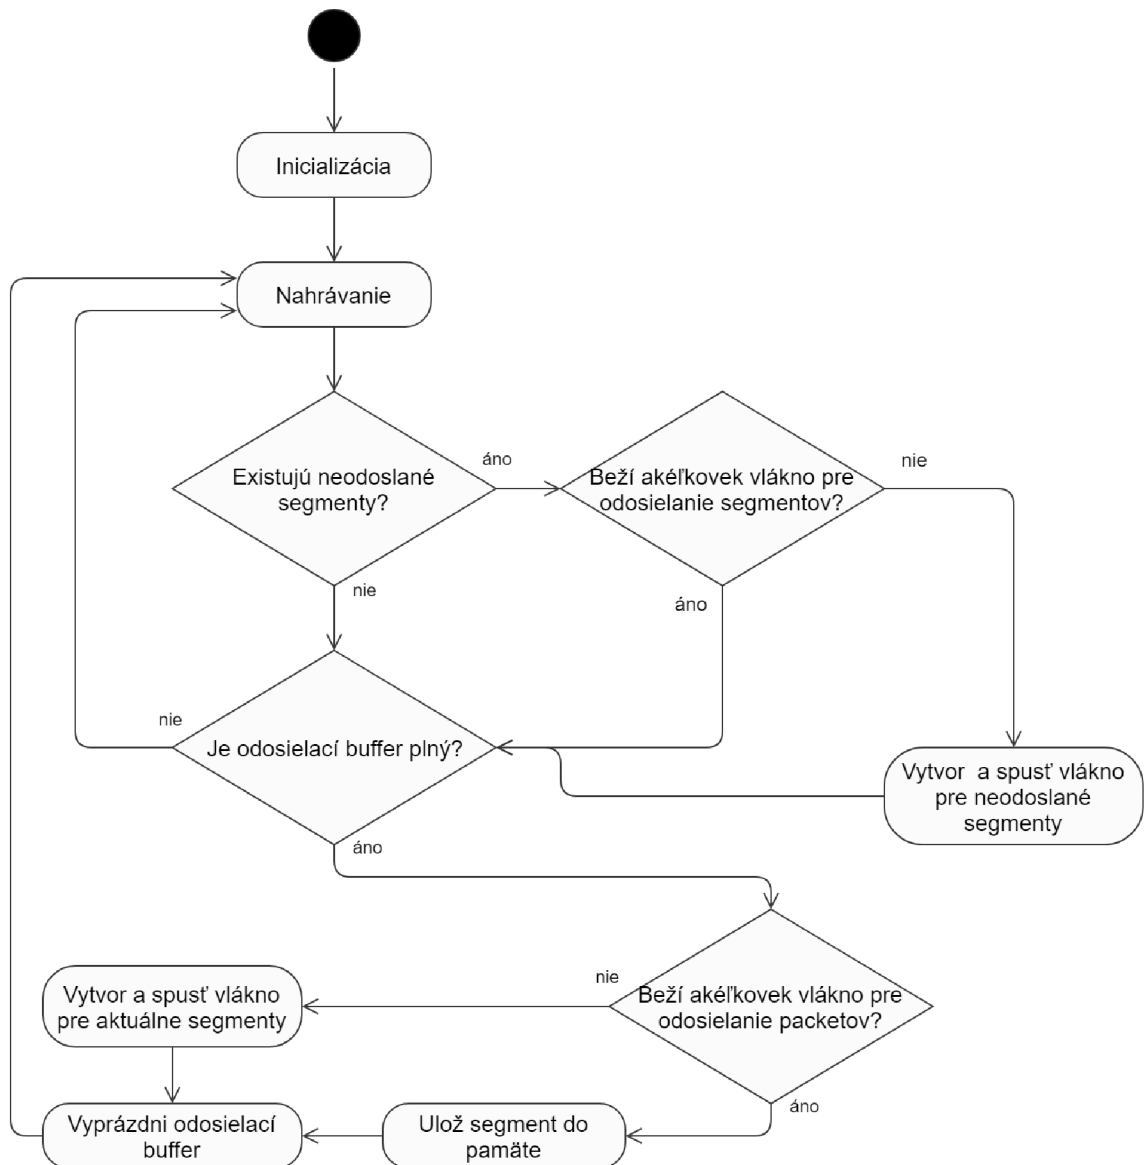 Inicializácia
Nahrávanie
Existujú neodoslané
segmenty?
áno
Beží akéľkovek vlákno pre
odosielanie segmentov?
nie
nie
áno
nie
Je odosielací buffer plný?
Vytvor  a spusť vlákno
pre neodoslané
segmenty
áno
nie
Beží akéľkovek vlákno pre
odosielanie packetov?
Vytvor a spusť vlákno
pre aktuálne segmenty
áno
Vyprázdni odosielací
buffer
Ulož segment do
pamäte